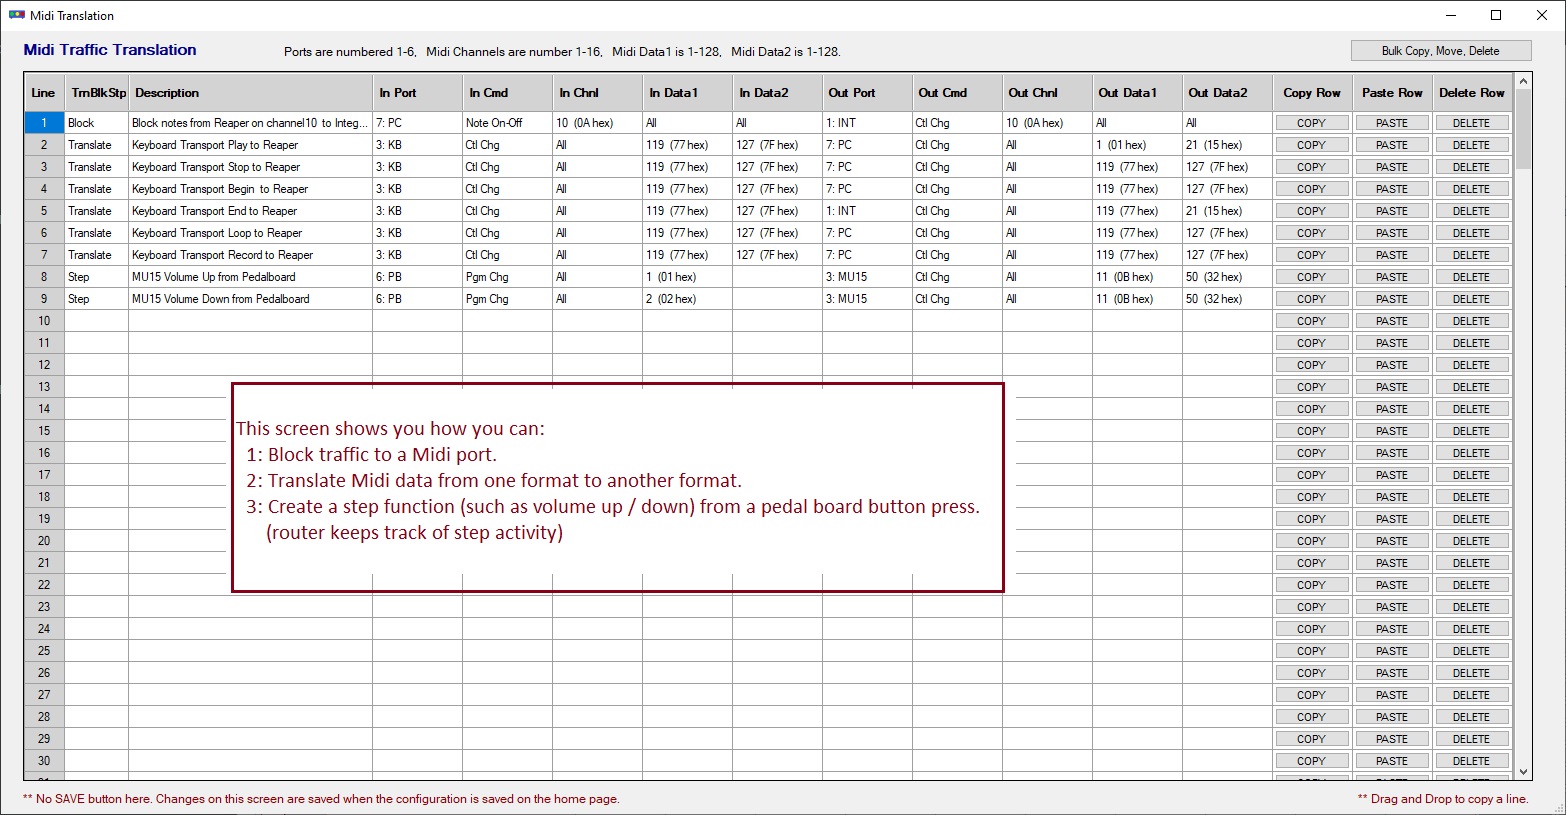 Midi Translation
Midi Traffic Translation Ports are numbered 1-6, Midi Channels are number 1-16, Midi Data1 is 1-128, Midi Data2 is 1-128. Bulk Copy, Move, Delete
Line TrnBlkStp Description In Port In Cmd In Chnl In Data1 In Data2 Out Port Out Cmd Out Chnl Out Data1 Out Data2 Copy Row Paste Row Delete Row
1 Block Block notes from Reaper on channel10 to Integ... 7: PC Note On-Off 10 (0A hex) All All 1: INT Ctl Chg 10 (0A hex) All All COPY PASTE DELETE
2 Translate Keyboard Transport Play to Reaper 3: KB Ctl Chg All 119 (77 hex) 127 (7F hex) 7: PC Ctl Chg All 1 (01 hex) 21 (15 hex) COPY PASTE DELETE
3 Translate Keyboard Transport Stop to Reaper 3: KB Ctl Chg All 119 (77 hex) 127 (7F hex) 7: PC Ctl Chg All 119 (77 hex) 127 (7F hex) COPY PASTE DELETE
4 Translate Keyboard Transport Begin to Reaper 3: KB Ctl Chg All 119 (77 hex) 127 (7F hex) 7: PC Ctl Chg All 119 (77 hex) 127 (7F hex) COPY PASTE DELETE
5 Translate Keyboard Transport End to Reaper 3: KB Ctl Chg All 119 (77 hex) 127 (7F hex) 1: INT Ctl Chg All 119 (77 hex) 21 (15 hex) COPY PASTE DELETE
6 Translate Keyboard Transport Loop to Reaper 3: KB Ctl Chg All 119 (77 hex) 127 (7F hex) 7: PC Ctl Chg All 119 (77 hex) 127 (7F hex) COPY PASTE DELETE
7 Translate Keyboard Transport Record to Reaper 3: KB Ctl Chg All 119 (77 hex) 127 (7F hex) 7: PC Ctl Chg All 119 (77 hex) 127 (7F hex) COPY PASTE DELETE
8 Step MU15 Volume Up from Pedalboard 6: PB Pgm Chg All 1 (01 hex) 3: MU15 Ctl Chg All 11 (0B hex) 50 (32 hex) COPY PASTE DELETE
9 Step MU15 Volume Down from Pedalboard 6: PB Pgm Chg All 2 (02 hex) 3: MU15 Ctl Chg All 11 (0B hex) 50 (32 hex) COPY PASTE DELETE
10 COPY PASTE DELETE
11 COPY PASTE DELETE
12 COPY PASTE DELETE
13 COPY PASTE DELETE
14 COPY PASTE DELETE
15 This screen shows you how you can: COPY PASTE DELETE
16 1: Block traffic to a Midi port. COPY PASTE DELETE
17 2: Translate Midi data from one format to another format. COPY PASTE DELETE
18 3: Create a step function (such as volume up / down) from a pedal board button press. COPY PASTE DELETE
19 (router keeps track of step activity) COPY PASTE DELETE
20 COPY PASTE DELETE
21 COPY PASTE DELETE
22 COPY PASTE DELETE
23 COPY PASTE DELETE
24 COPY PASTE DELETE
25 COPY PASTE DELETE
26 COPY PASTE DELETE
27 COPY PASTE DELETE
28 COPY PASTE DELETE
29 COPY PASTE DELETE
30 COPY PASTE DELETE
** No SAVE button here. Changes on this screen are saved when the configuration is saved on the home page. ** Drag and Drop to copy a line.